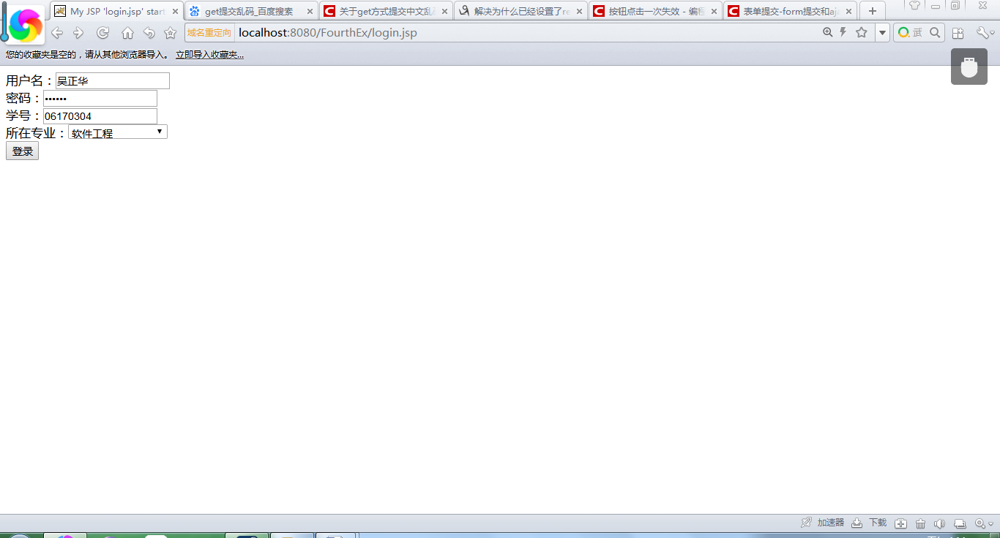 My JSP 'login.jsp' start
get提交乱码_百度搜索
关于get方式提交中文乱
解决为什么已经设置了re
按钮点击一次失效 - 编程
表单提交-form提交和aja
域名重定向 localhost:8080/FourthEx/login.jsp
武
您的收藏夹是空的，请从其他浏览器导入。 立即导入收藏夹...
用户名：吴正华
密码：••••••
学号：06170304
所在专业：软件工程
登录
加速器 下载